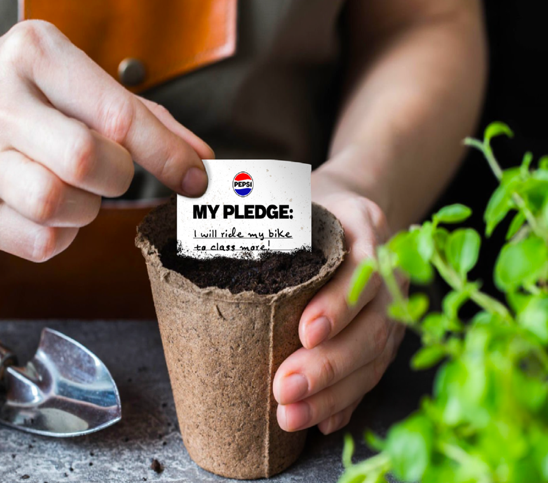 PEPSI
MY PLEDGE:
I will ride my bike
to class more!